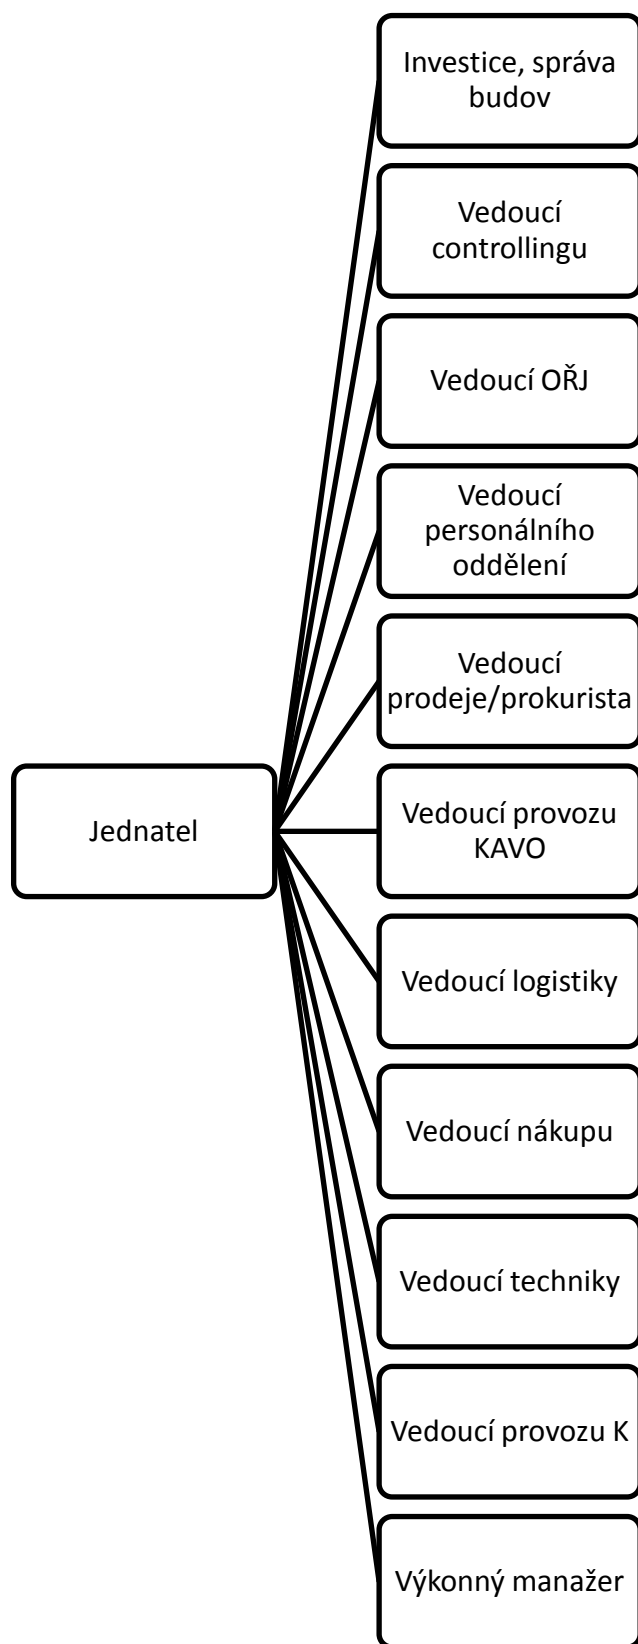 Investice, správa
budov
Vedoucí
controllingu
Vedoucí OŘJ
Vedoucí
personálního
oddělení
Vedoucí
prodeje/prokurista
Jednatel
Vedoucí provozu
KAVO
Vedoucí logistiky
Vedoucí nákupu
Vedoucí techniky
Vedoucí provozu K
Výkonný manažer